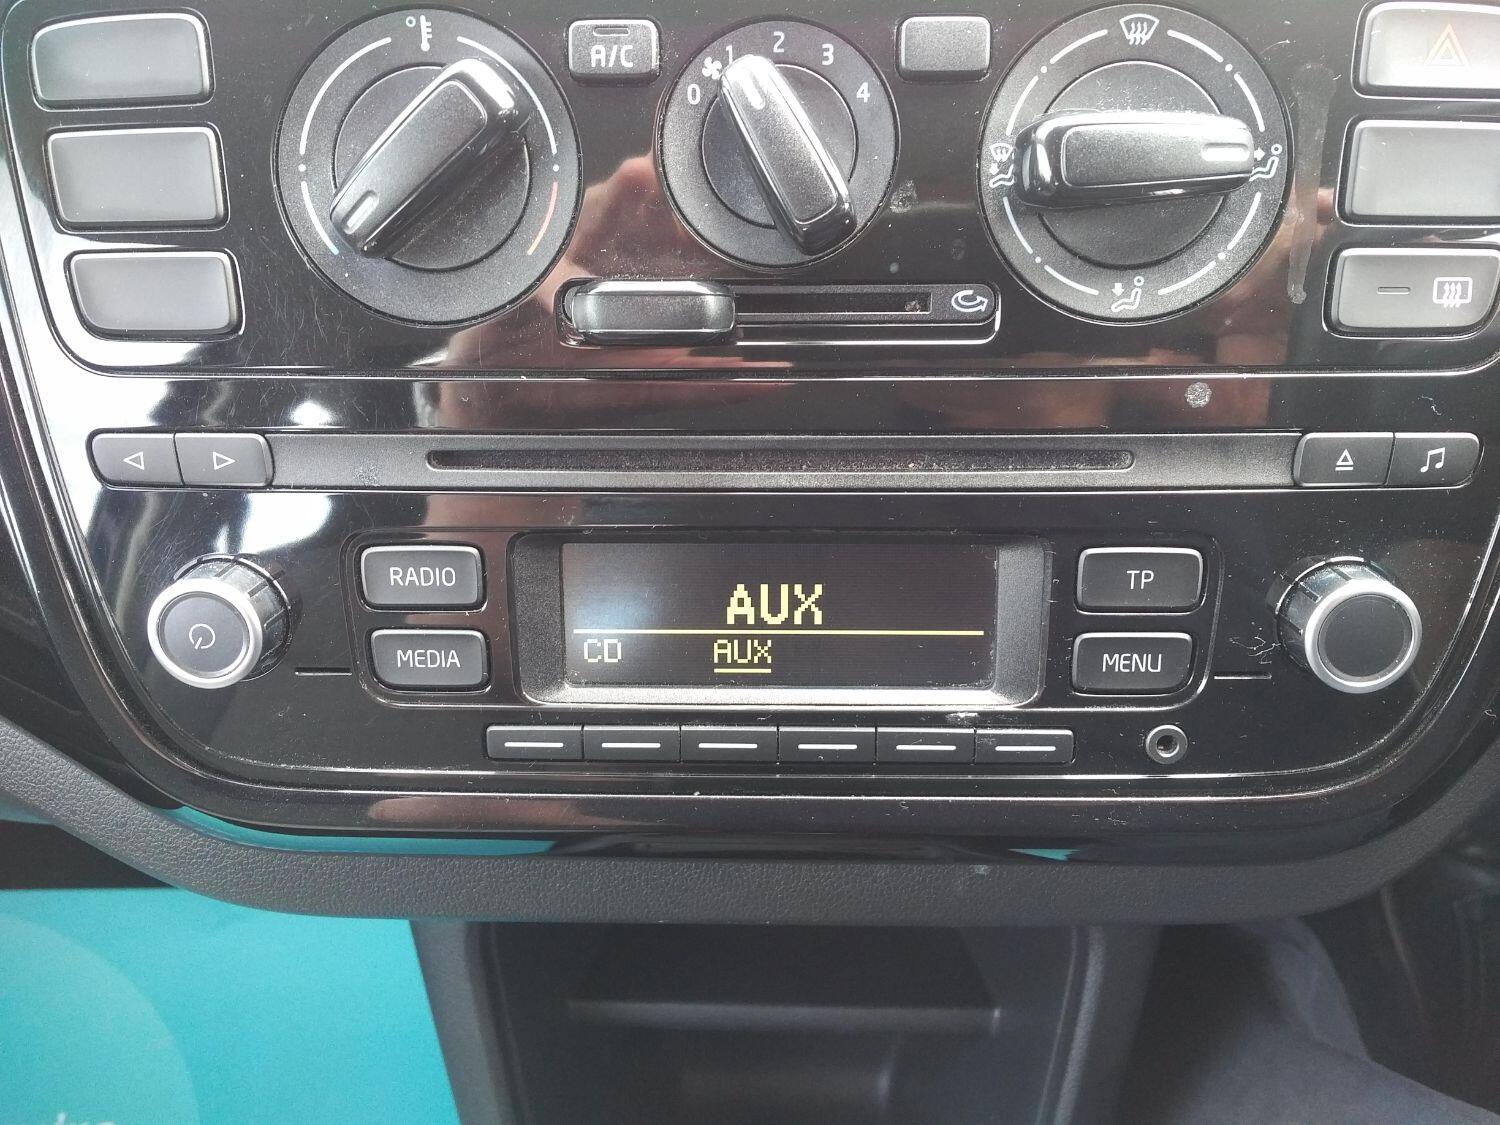 A/C
0 1 2 3 4
RADIO
AUX
TP
MEDIA
CD AUX
MENU